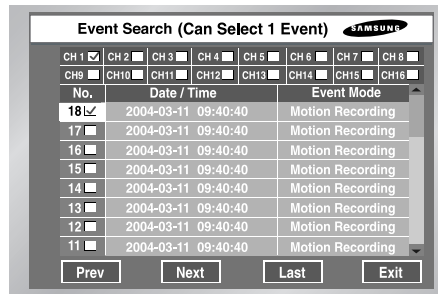 Event Search (Can Select 1 Event) SAMSUNG
CH 1 CH 2 CH 3 CH 4 CH 5 CH 6 CH 7 CH 8
CH9 CH10 CH11 CH12 CH13 CH14 CH15 CH16
No. Date / Time Event Mode
18 2004-03-11 09:40:40 Motion Recording
17 2004-03-11 09:40:40 Motion Recording
16 2004-03-11 09:40:40 Motion Recording
15 2004-03-11 09:40:40 Motion Recording
14 2004-03-11 09:40:40 Motion Recording
13 2004-03-11 09:40:40 Motion Recording
12 2004-03-11 09:40:40 Motion Recording
11 2004-03-11 09:40:40 Motion Recording
Prev Next Last Exit